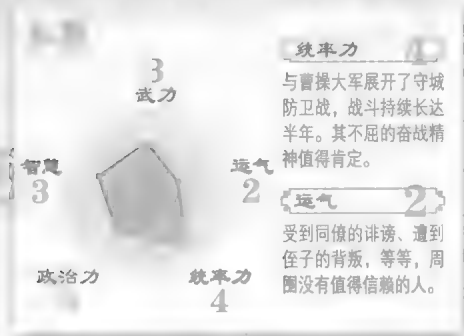 3
武力
智慧
3
运气
2
政治力
统率力
4
统率力
4
与曹操大军展开了守城
防卫战，战斗持续长达
半年。其不屈的奋战精
神值得肯定。
运气
2
受到同僚的诽谤、遭到
侄子的背叛，等等，周
围没有值得信赖的人。